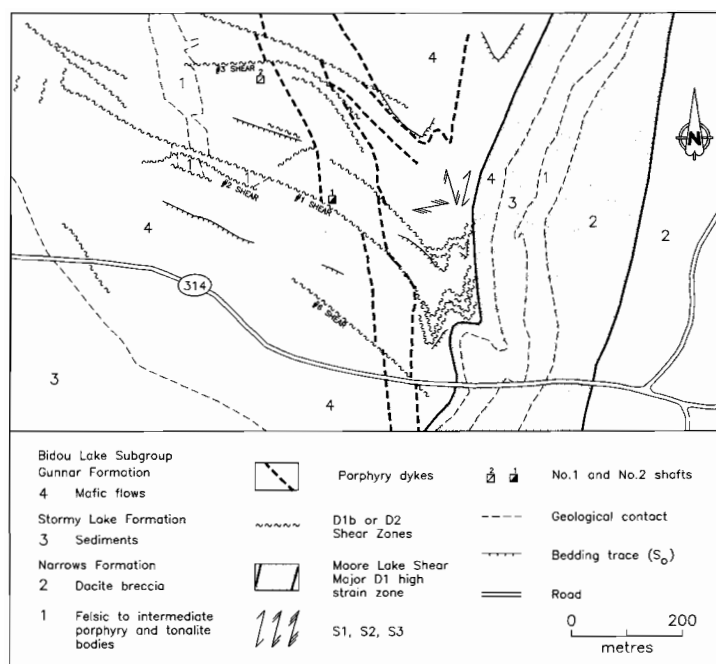 4
N
#3 SHEAR
2
1
4
1
3
1
1
#2 SHEAR
#1 SHEAR
1
2
2
4
314
#6 SHEAR
3
4
Bidou Lake Subgroup
Gunnar Formation
4 Mafic flows
Stormy Lake Formation
3 Sediments
Narrows Formation
2 Dacite breccia
1 Felsic to intermediate
porphyry and tonalite
bodies
Porphyry dykes
D1b or D2
Shear Zones
Moore Lake Shear
Major D1 high
strain zone
S1, S2, S3
2 1
No.1 and No.2 shafts
Geological contact
Bedding trace (So)
Road
0 200
metres